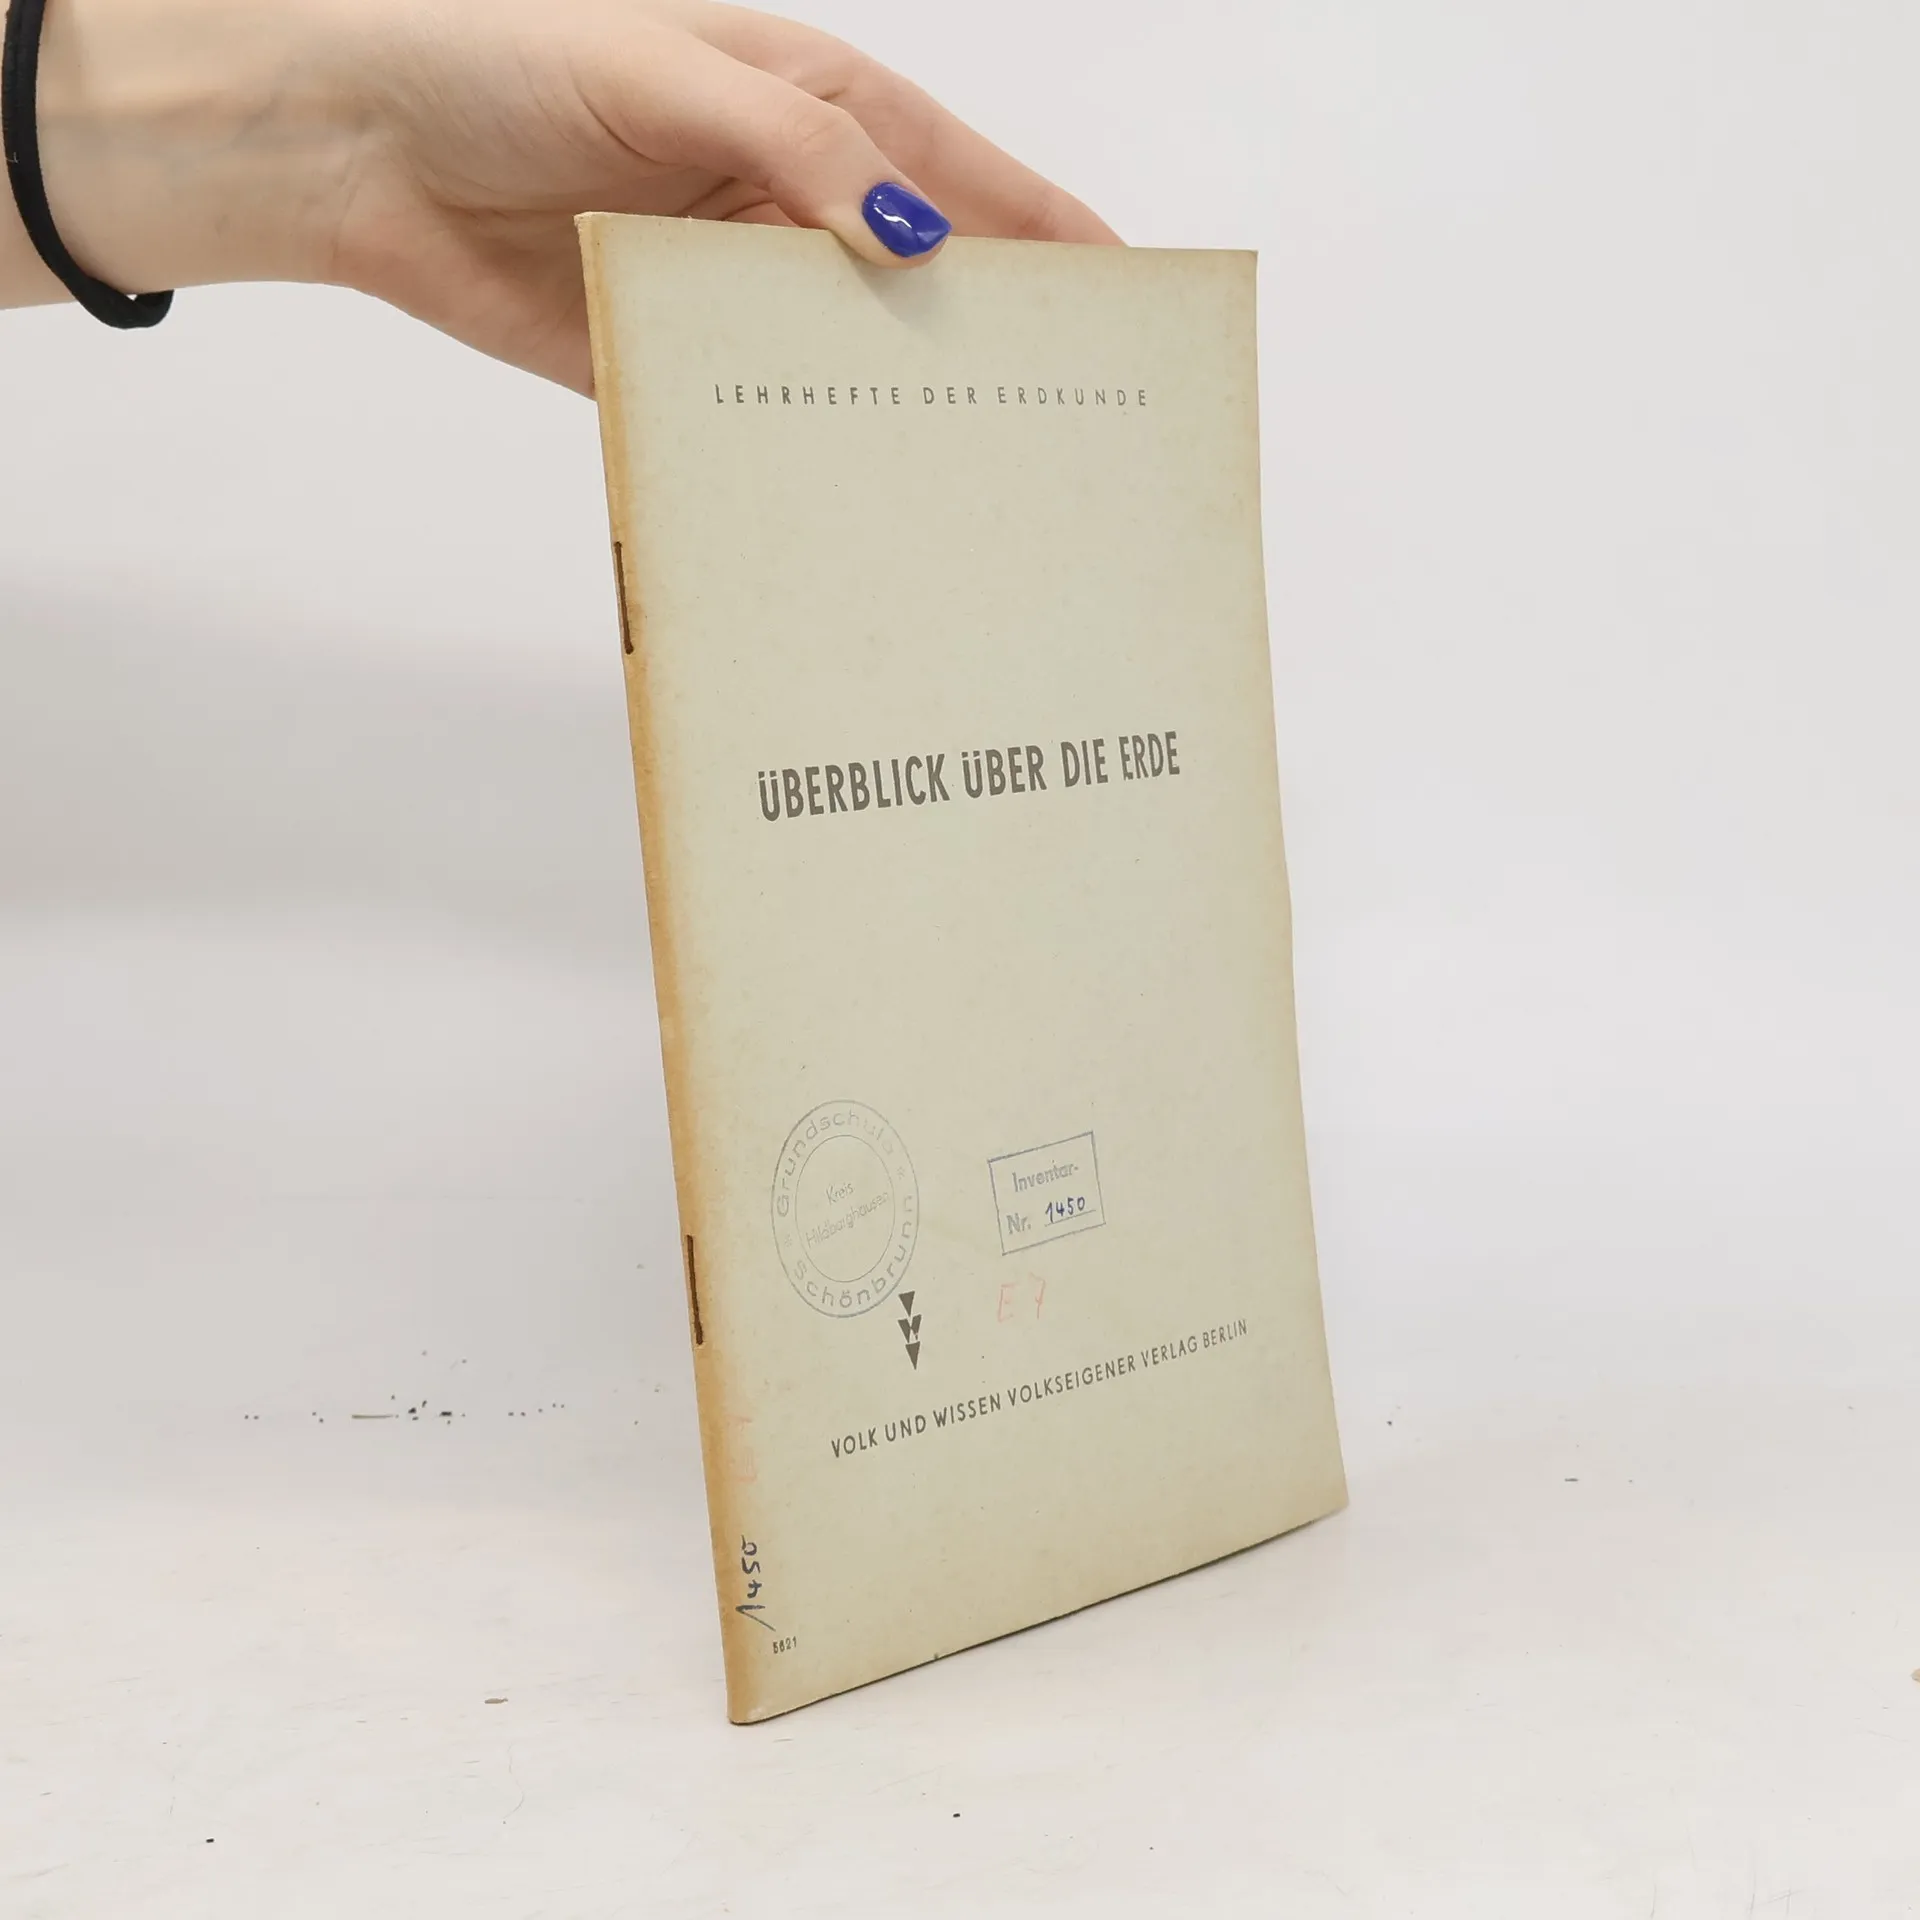 LEHRHEFTE DER ERDKUNDE
ÜBERBLICK ÜBER DIE ERDE
Grundschule
Schönbrunn
Kreis
Hildburghausen
Inventar-
Nr. 1450
E 7
VOLK UND WISSEN VOLKSEIGENER VERLAG BERLIN
1450
5621